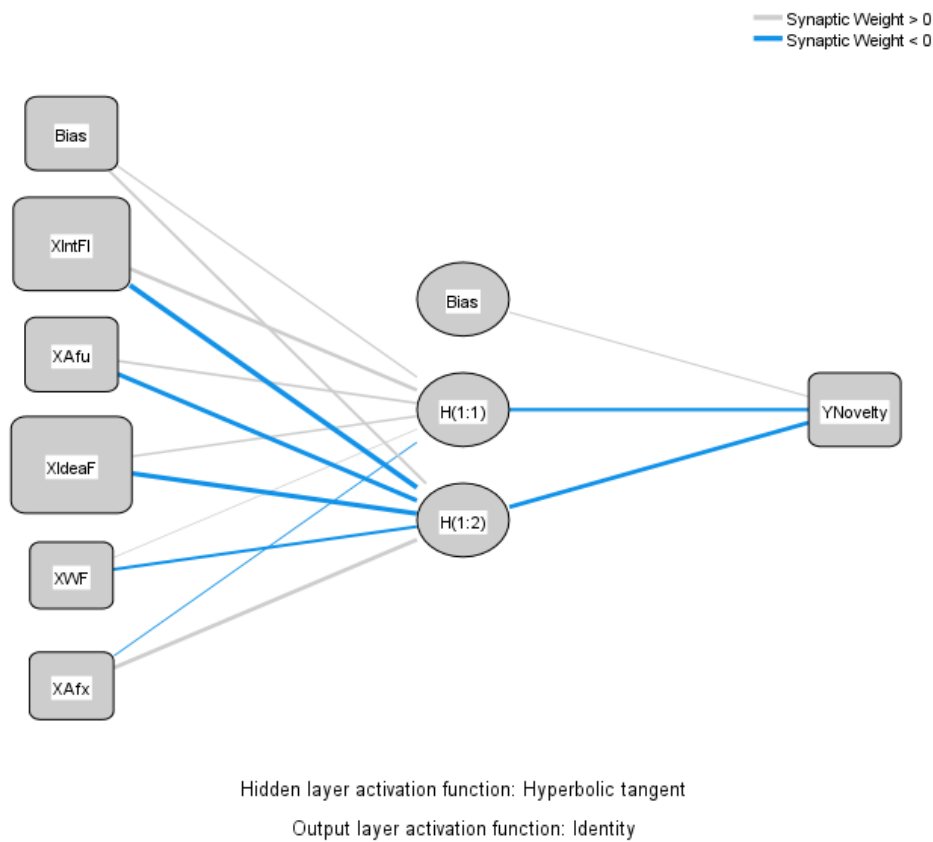 Synaptic Weight > 0
Synaptic Weight < 0
Bias
XIntFl
XAfu
XIdeaF
XWF
XAfx
Bias
H(1:1)
H(1:2)
YNovelty
Hidden layer activation function: Hyperbolic tangent
Output layer activation function: Identity